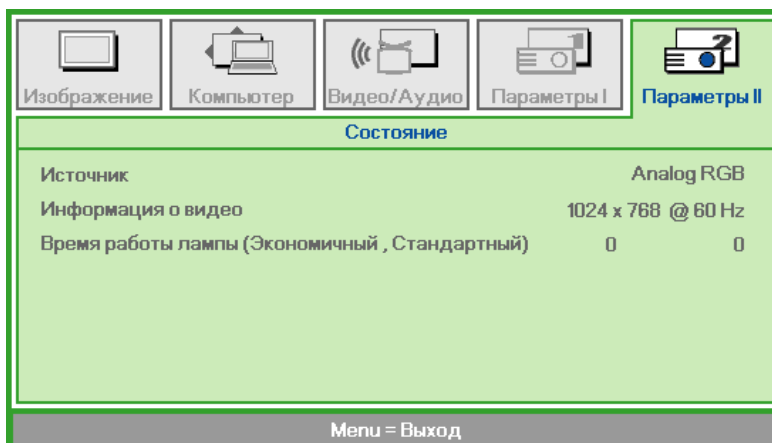 Изображение Компьютер Видео/Аудио Параметры I Параметры II
Состояние
Источник Analog RGB
Информация о видео 1024 x 768 @ 60 Hz
Время работы лампы (Экономичный , Стандартный) 0 0
Menu = Выход